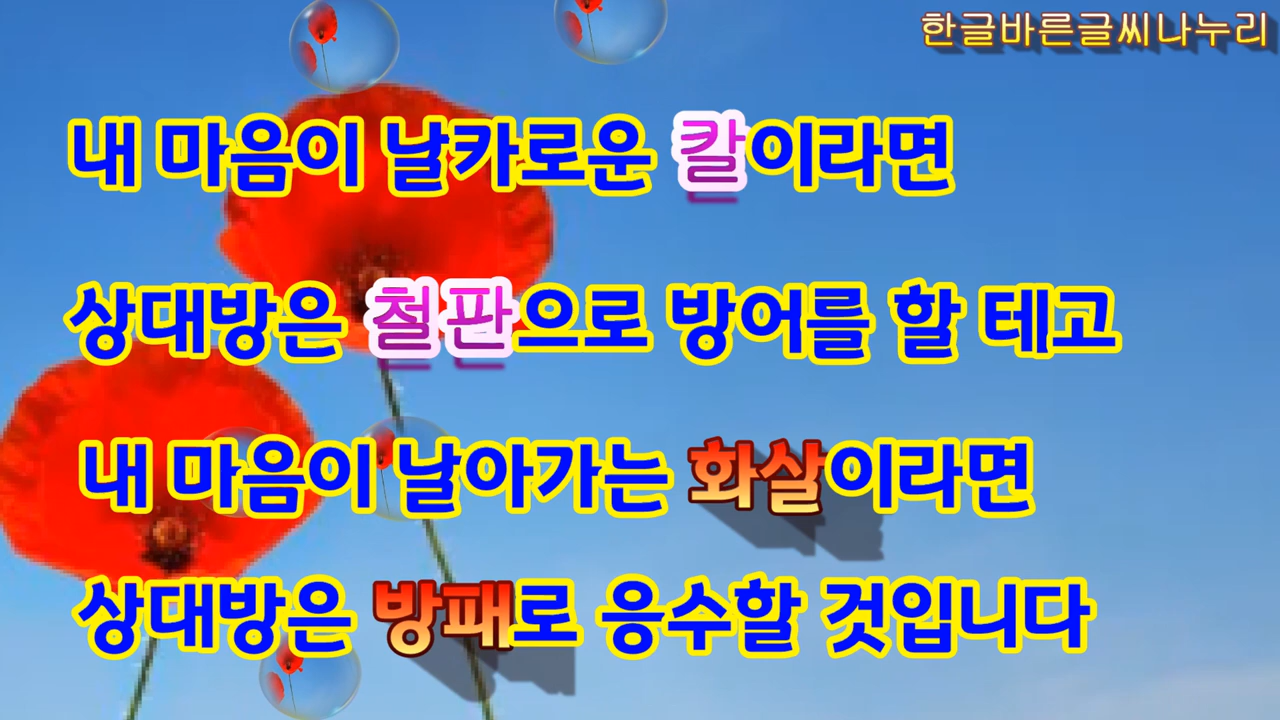 한글바른글씨나누리
내 마음이 날카로운 칼이라면
상대방은 철판으로 방어를 할 테고
내 마음이 날아가는 화살이라면
상대방은 방패로 응수할 것입니다